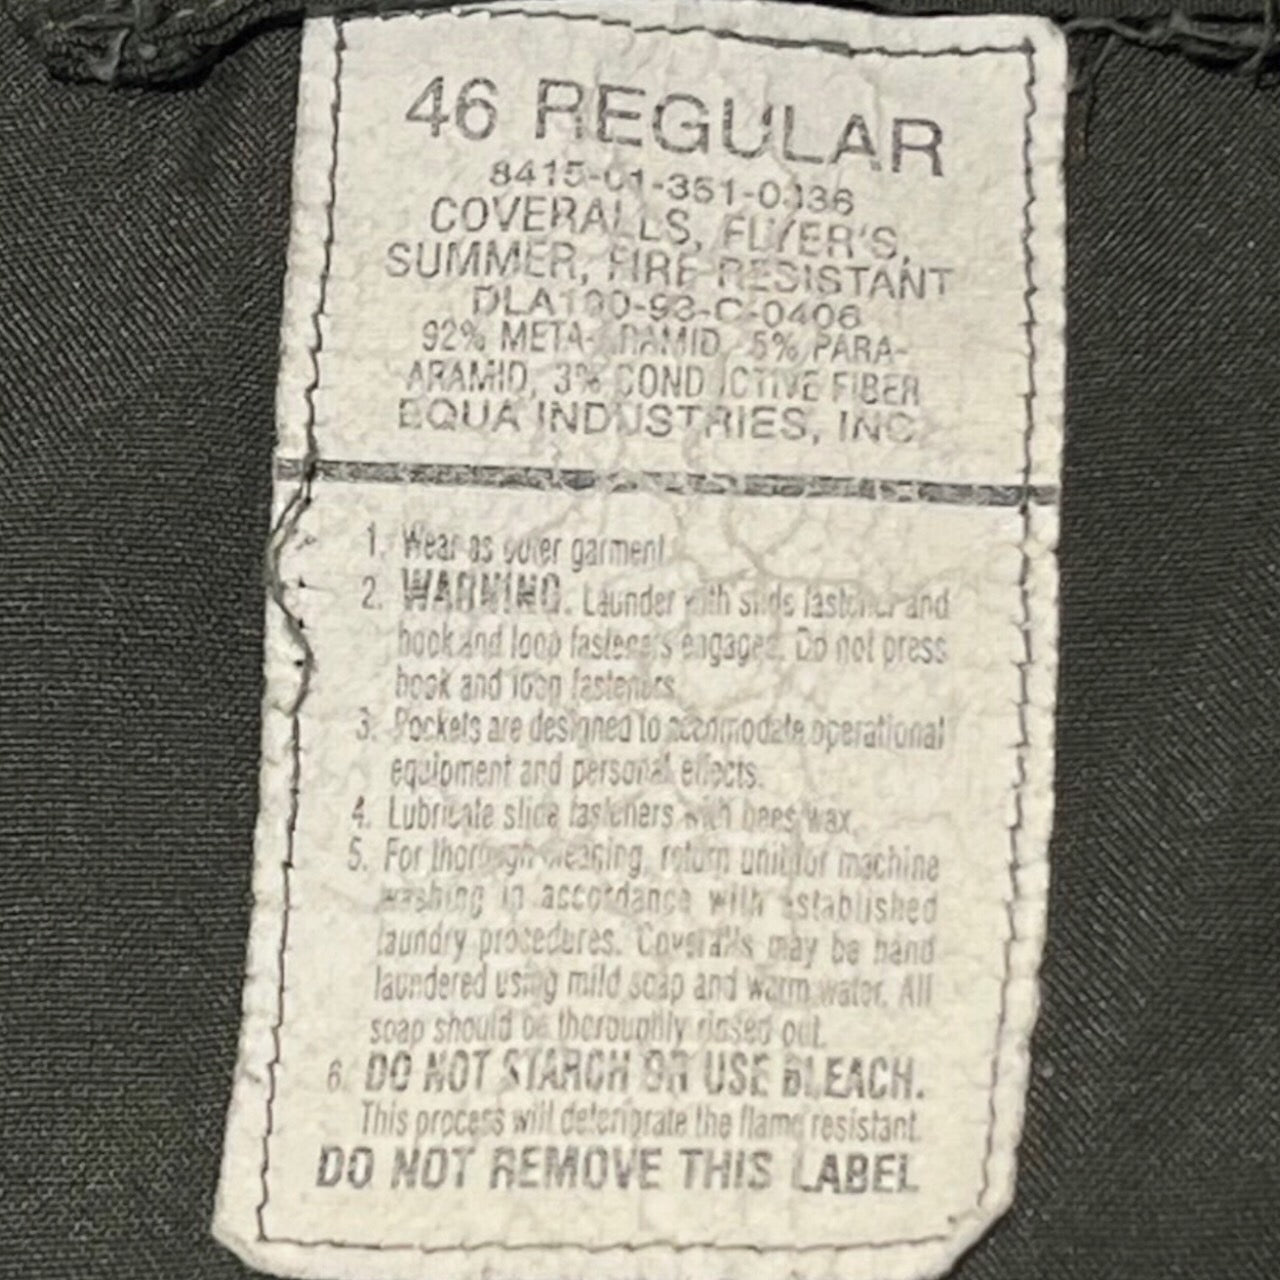 46 REGULAR
8415-01-351-0336
COVERALLS, FLYER'S,
SUMMER, FIRE RESISTANT
DLA100-93-C-0406
92% META-ARAMID, 5% PARA-
ARAMID, 3% CONDUCTIVE FIBER
EQUA INDUSTRIES, INC.
1. Wear as outer garment.
2. WARNING. Launder with slide fastener and
hook and loop fasteners engaged. Do not press
hook and loop fasteners.
3. Pockets are designed to accomodate operational
equipment and personal effects.
4. Lubricate slide fasteners with bees wax.
5. For thorough cleaning, return unit for machine
washing in accordance with established
laundry procedures. Coveralls may be hand
laundered using mild soap and warm water. All
soap should be thoroughly rinsed out.
6. DO NOT STARCH OR USE BLEACH.
This process will deteriorate the flame resistant.
DO NOT REMOVE THIS LABEL